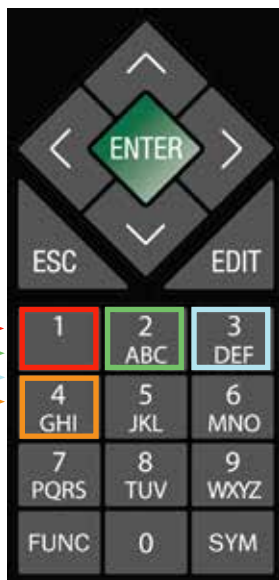 ENTER
ESC EDIT
1 2 3
ABC DEF
4 5 6
GHI JKL MNO
7 8 9
PQRS TUV WXYZ
FUNC 0 SYM